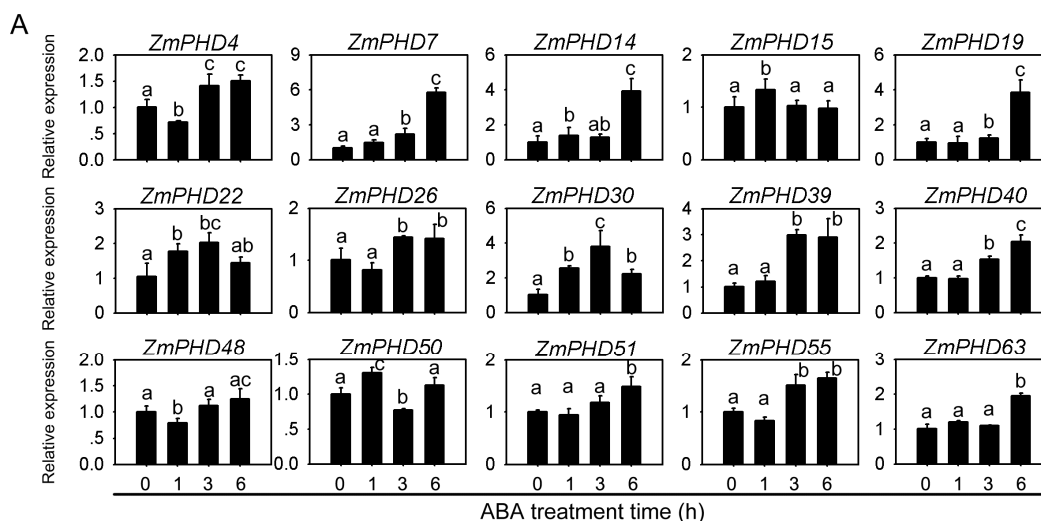 A
ZmPHD4 ZmPHD7 ZmPHD14 ZmPHD15 ZmPHD19
Relative expression
2.0 1.5 1.0 .5 0.0
a b c c
9 6 3 0
a a b c
6 4 2 0
a b ab c
2 1 0
a b a a
6 4 2 0
a a b c
ZmPHD22 ZmPHD26 ZmPHD30 ZmPHD39 ZmPHD40
Relative expression
3 2 1 0
a b bc ab
2 1 0
a a b b
6 4 2 0
a b c b
4 3 2 1 0
a a b b
3 2 1 0
a a b c
ZmPHD48 ZmPHD50 ZmPHD51 ZmPHD55 ZmPHD63
Relative expression
2.0 1.5 1.0 .5 0.0
a b a ac
1.5 1.0 .5 0.0
a c b a
2 1 0
a a a b
2 1 0
a a b b
3 2 1 0
a a a b
0 1 3 6 0 1 3 6 0 1 3 6 0 1 3 6 0 1 3 6
ABA treatment time (h)